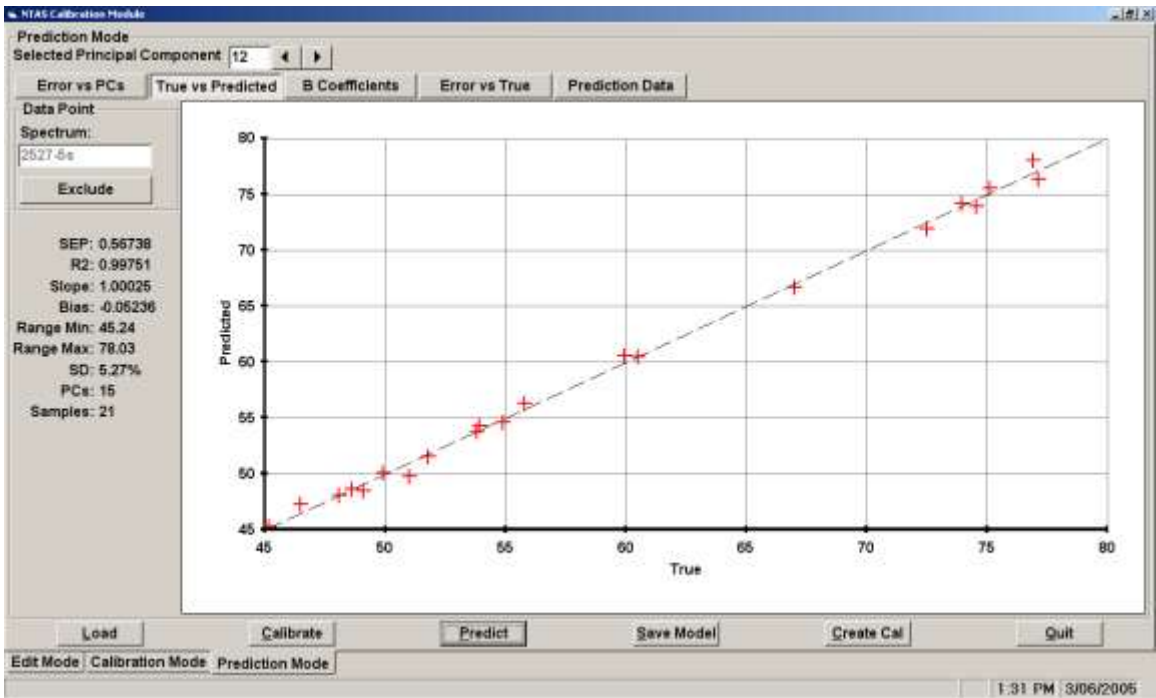 NTAS Calibration Module
Prediction Mode
Selected Principal Component 12
Error vs PCs True vs Predicted B Coefficients Error vs True Prediction Data
Data Point
Spectrum:
2527-5s
Exclude
SEP: 0.56738
R2: 0.99751
Slope: 1.00025
Bias: -0.05236
Range Min: 45.24
Range Max: 78.03
SD: 5.27%
PCs: 15
Samples: 21
80
75
70
65
60
55
50
45
Predicted
45 50 55 60 65 70 75 80
True
Load Calibrate Predict Save Model Create Cal Quit
Edit Mode Calibration Mode Prediction Mode
1:31 PM 3/06/2005